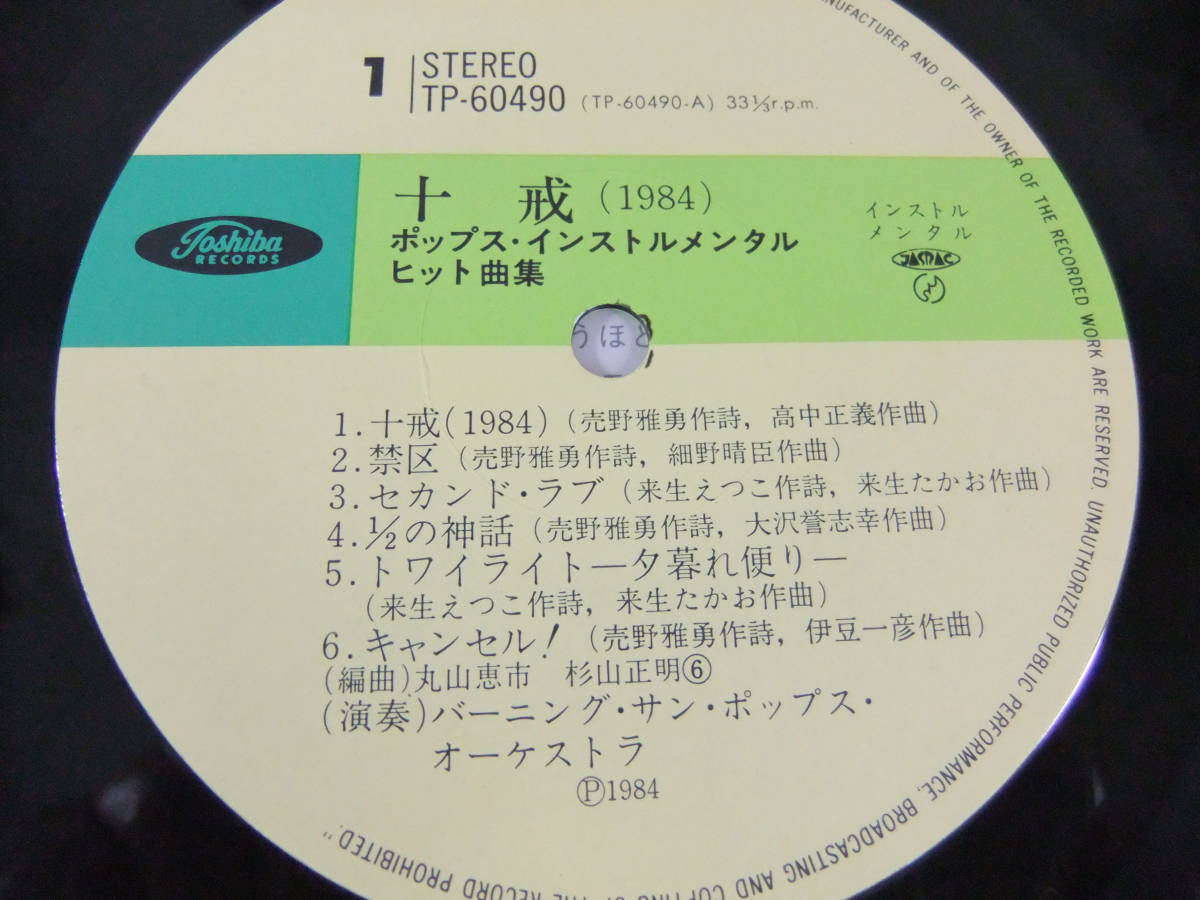 1
STEREO
TP-60490 (TP-60490-A) 33⅓r.p.m.
Toshiba
RECORDS
十 戒 (1984)
ポップス・インストルメンタル
ヒット曲集
インストル
メンタル
JASRAC
うほど
1.十戒(1984) (売野雅勇作詩, 高中正義作曲)
2.禁区 (売野雅勇作詩, 細野晴臣作曲)
3.セカンド・ラブ (来生えつこ作詩, 来生たかお作曲)
4.½の神話 (売野雅勇作詩, 大沢誉志幸作曲)
5.トワイライト―夕暮れ便り―
(来生えつこ作詩, 来生たかお作曲)
6.キャンセル! (売野雅勇作詩, 伊豆一彦作曲)
(編曲)丸山恵市 杉山正明⑥
(演奏)バーニング・サン・ポップス・
オーケストラ
Ⓟ1984
MANUFACTURER AND OF THE OWNER OF THE RECORDED WORK ARE RESERVED. UNAUTHORIZED PUBLIC PERFORMANCE, BROADCASTING AND COPYING OF THE RECORD PROHIBITED."